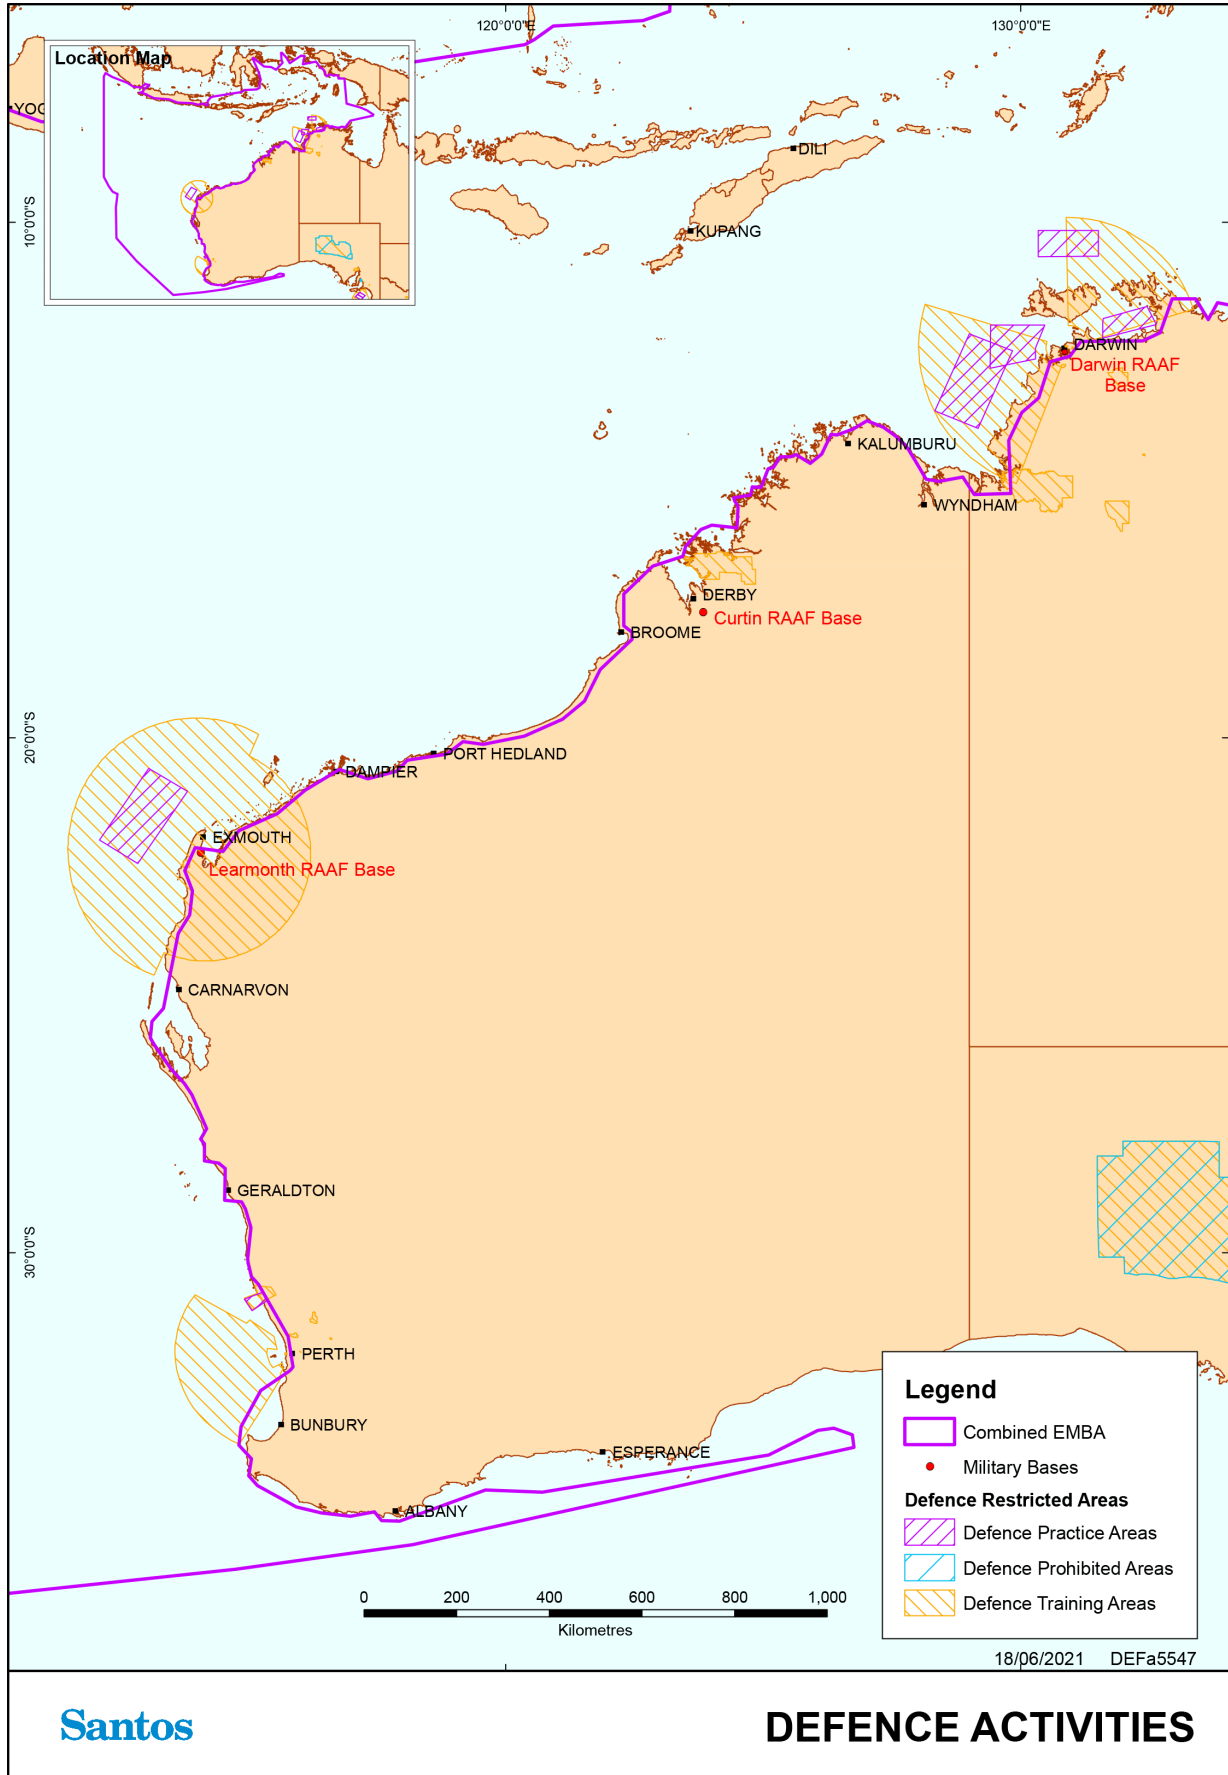 120°0'0"E
130°0'0"E
Location Map
YOG
DILI
KUPANG
10°0'0"S
DARWIN
Darwin RAAF
Base
KALUMBURU
WYNDHAM
DERBY
Curtin RAAF Base
BROOME
20°0'0"S
PORT HEDLAND
DAMPIER
EXMOUTH
Learmonth RAAF Base
CARNARVON
GERALDTON
30°0'0"S
PERTH
BUNBURY
ESPERANCE
ALBANY
Legend
Combined EMBA
Military Bases
Defence Restricted Areas
Defence Practice Areas
Defence Prohibited Areas
Defence Training Areas
0 200 400 600 800 1,000
Kilometres
18/06/2021 DEFa5547
Santos
DEFENCE ACTIVITIES